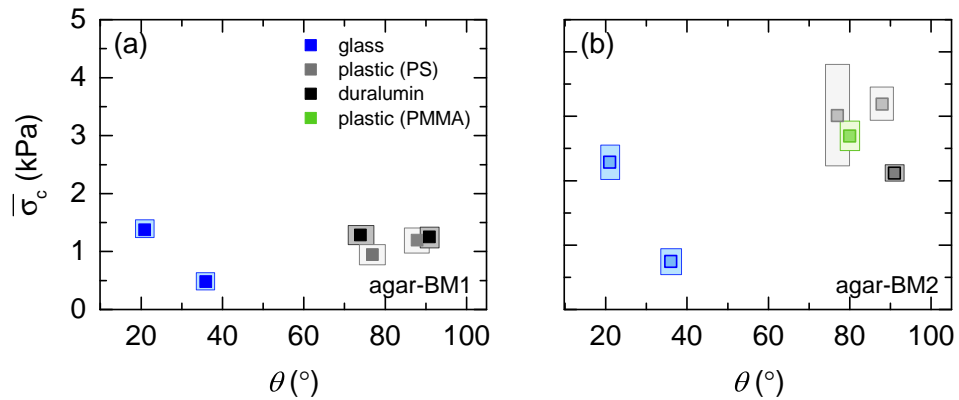 (a)
glass
plastic (PS)
duralumin
plastic (PMMA)
agar-BM1
5
4
3
2
1
0
σ̅c (kPa)
20 40 60 80 100
θ (°)
(b)
agar-BM2
20 40 60 80 100
θ (°)